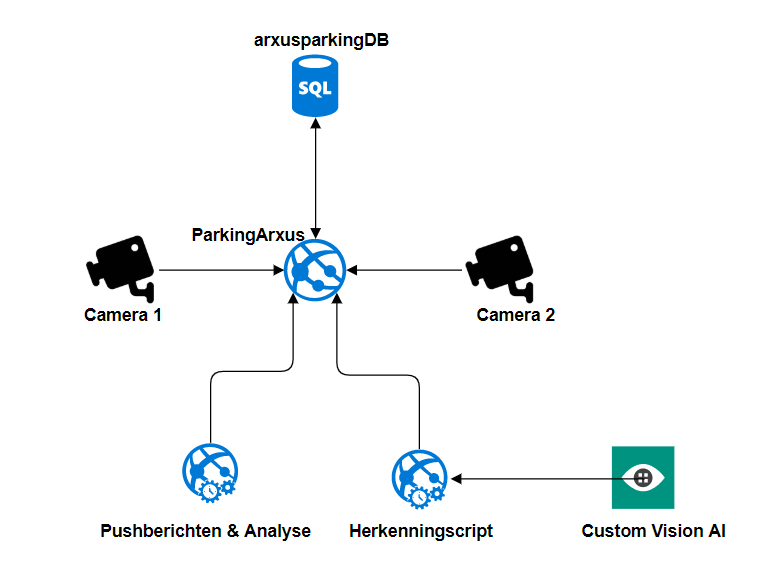 arxusparkingDB
SQL
ParkingArxus
Camera 1
Camera 2
Pushberichten & Analyse
Herkenningscript
Custom Vision AI